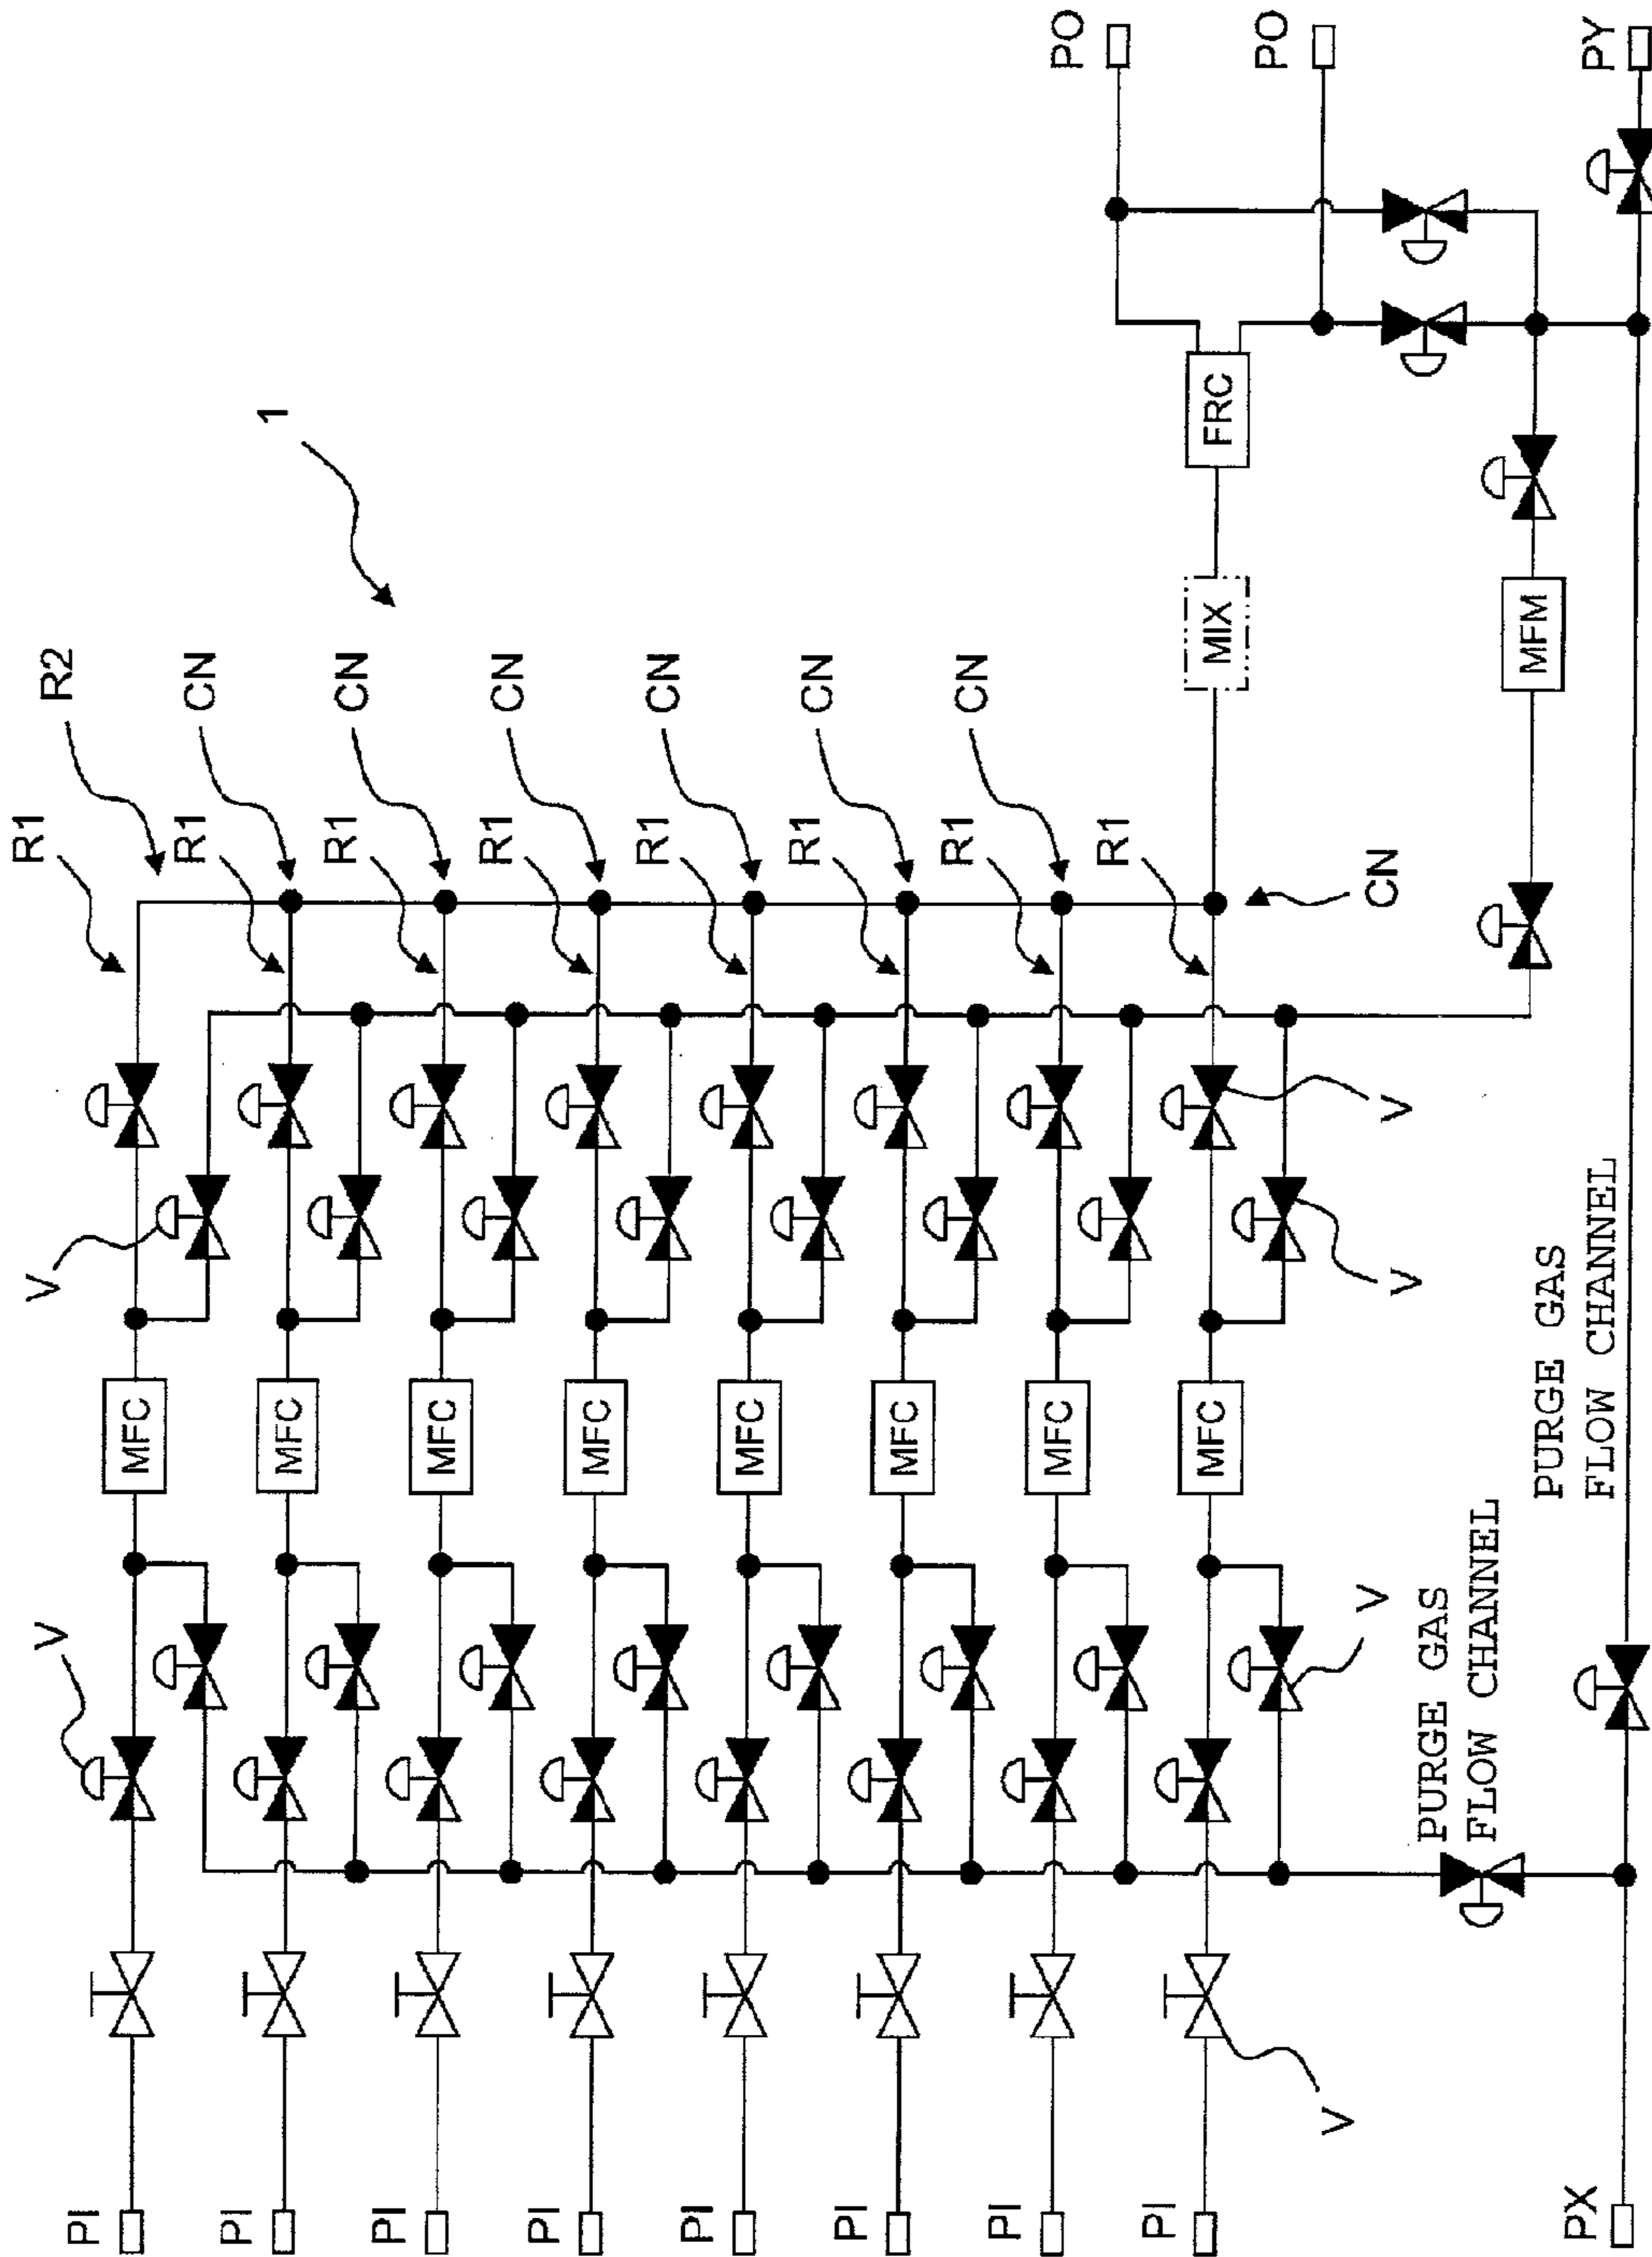 PI
V
MFC
V
R1
R2
PI
MFC
R1
CN
1
PI
MFC
R1
CN
PI
MFC
R1
CN
PI
MFC
R1
CN
PI
MFC
R1
CN
PI
MFC
R1
CN
PO
PI
MFC
R1
MIX
FRC
PO
V
V
V
V
CN
PURGE GAS
FLOW CHANNEL
MFM
PURGE GAS
FLOW CHANNEL
PX
PY